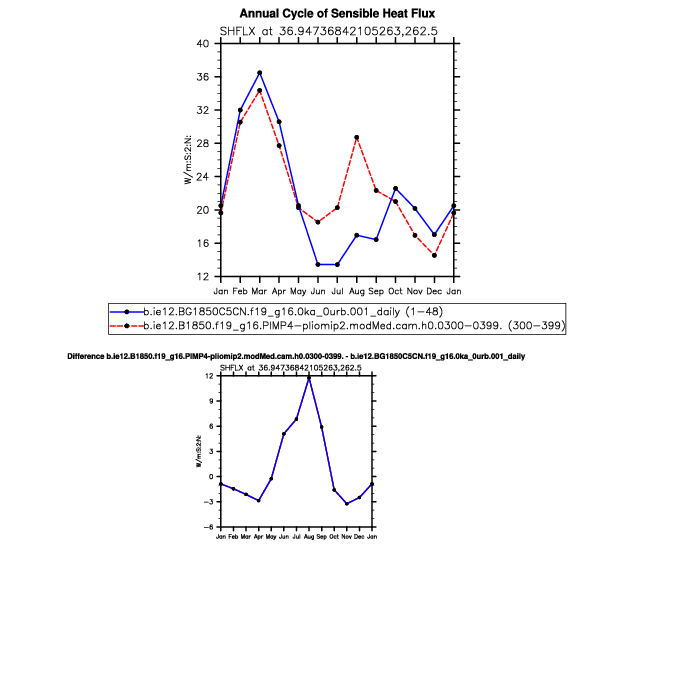 Annual Cycle of Sensible Heat Flux
SHFLX at 36.94736842105263,262.5
40
36
32
28
24
20
16
12
W/m:S:2:N:
Jan Feb Mar Apr May Jun Jul Aug Sep Oct Nov Dec Jan
b.ie12.BG1850C5CN.f19_g16.0ka_0urb.001_daily (1-48)
b.ie12.B1850.f19_g16.PIMP4-pliomip2.modMed.cam.h0.0300-0399. (300-399)
Difference b.ie12.B1850.f19_g16.PIMP4-pliomip2.modMed.cam.h0.0300-0399. - b.ie12.BG1850C5CN.f19_g16.0ka_0urb.001_daily
SHFLX at 36.94736842105263,262.5
12
9
6
3
0
-3
-6
W/m:S:2:N:
Jan Feb Mar Apr May Jun Jul Aug Sep Oct Nov Dec Jan